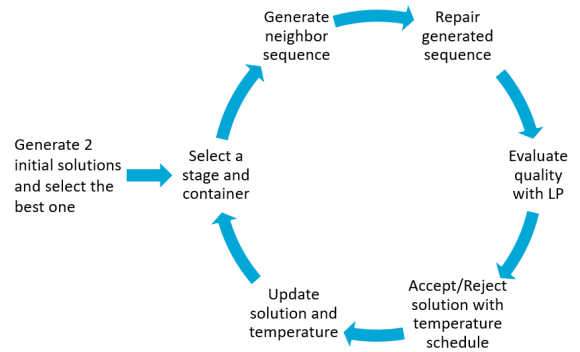 Generate 2
initial solutions
and select the
best one
Select a
stage and
container
Generate
neighbor
sequence
Repair
generated
sequence
Evaluate
quality
with LP
Accept/Reject
solution with
temperature
schedule
Update
solution and
temperature